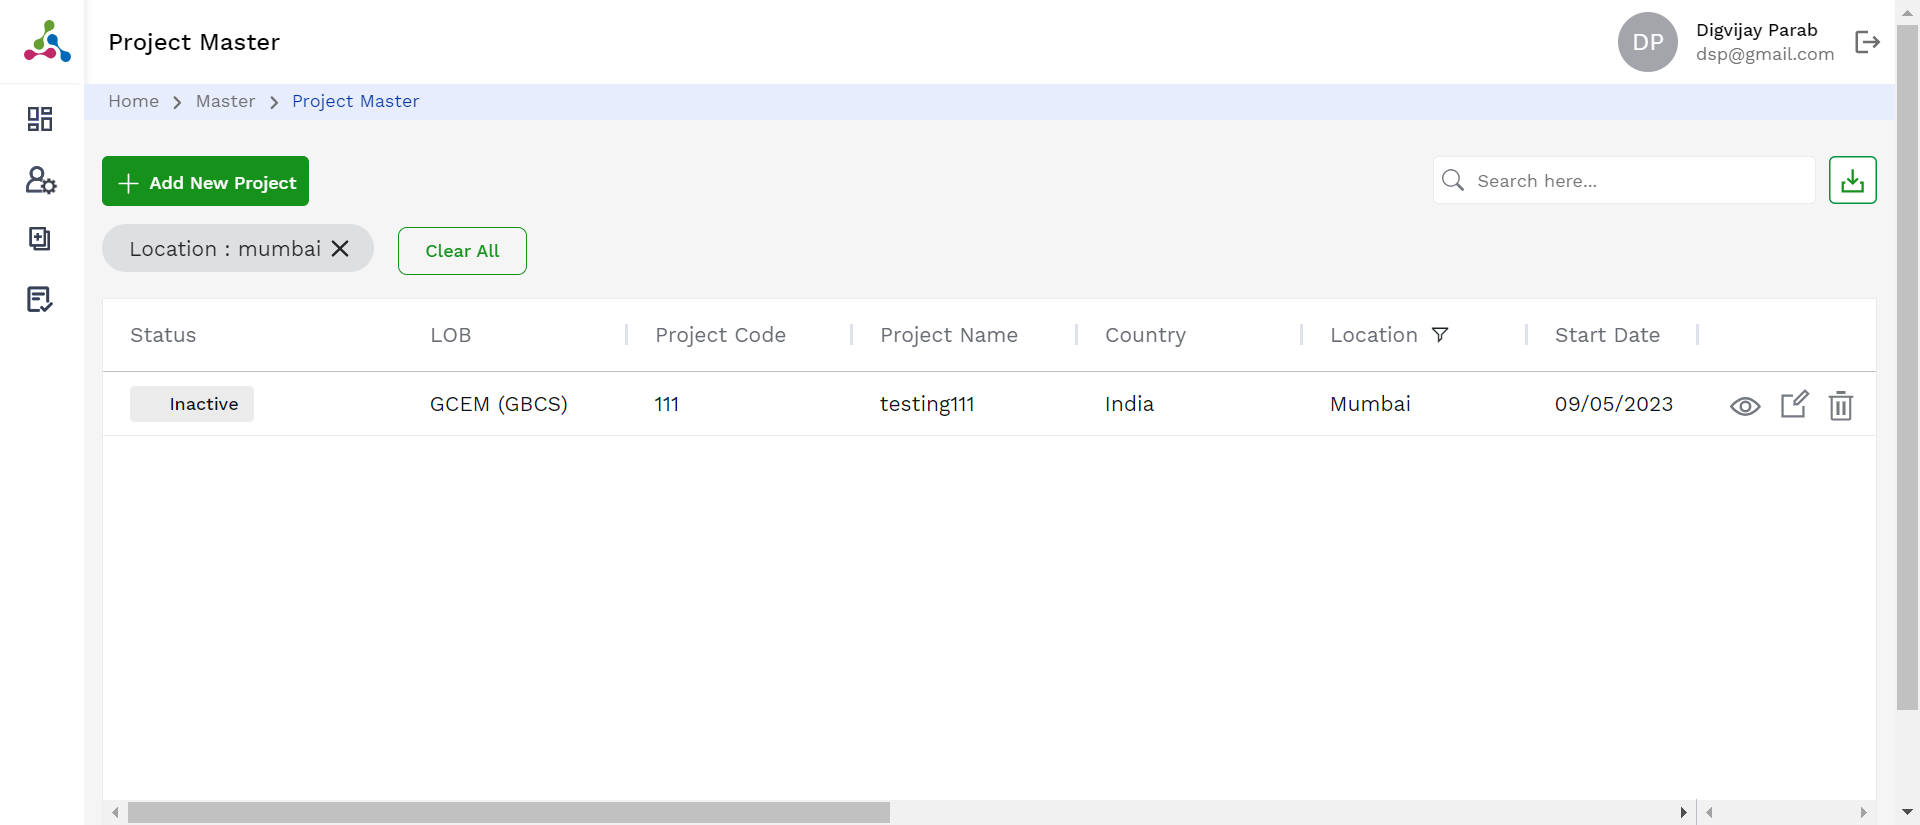 Project Master
DP
Digvijay Parab
dsp@gmail.com
Home
Master
Project Master
Add New Project
Search here...
Location : mumbai
Clear All
Status
LOB
Project Code
Project Name
Country
Location
Start Date
Inactive
GCEM (GBCS)
111
testing111
India
Mumbai
09/05/2023